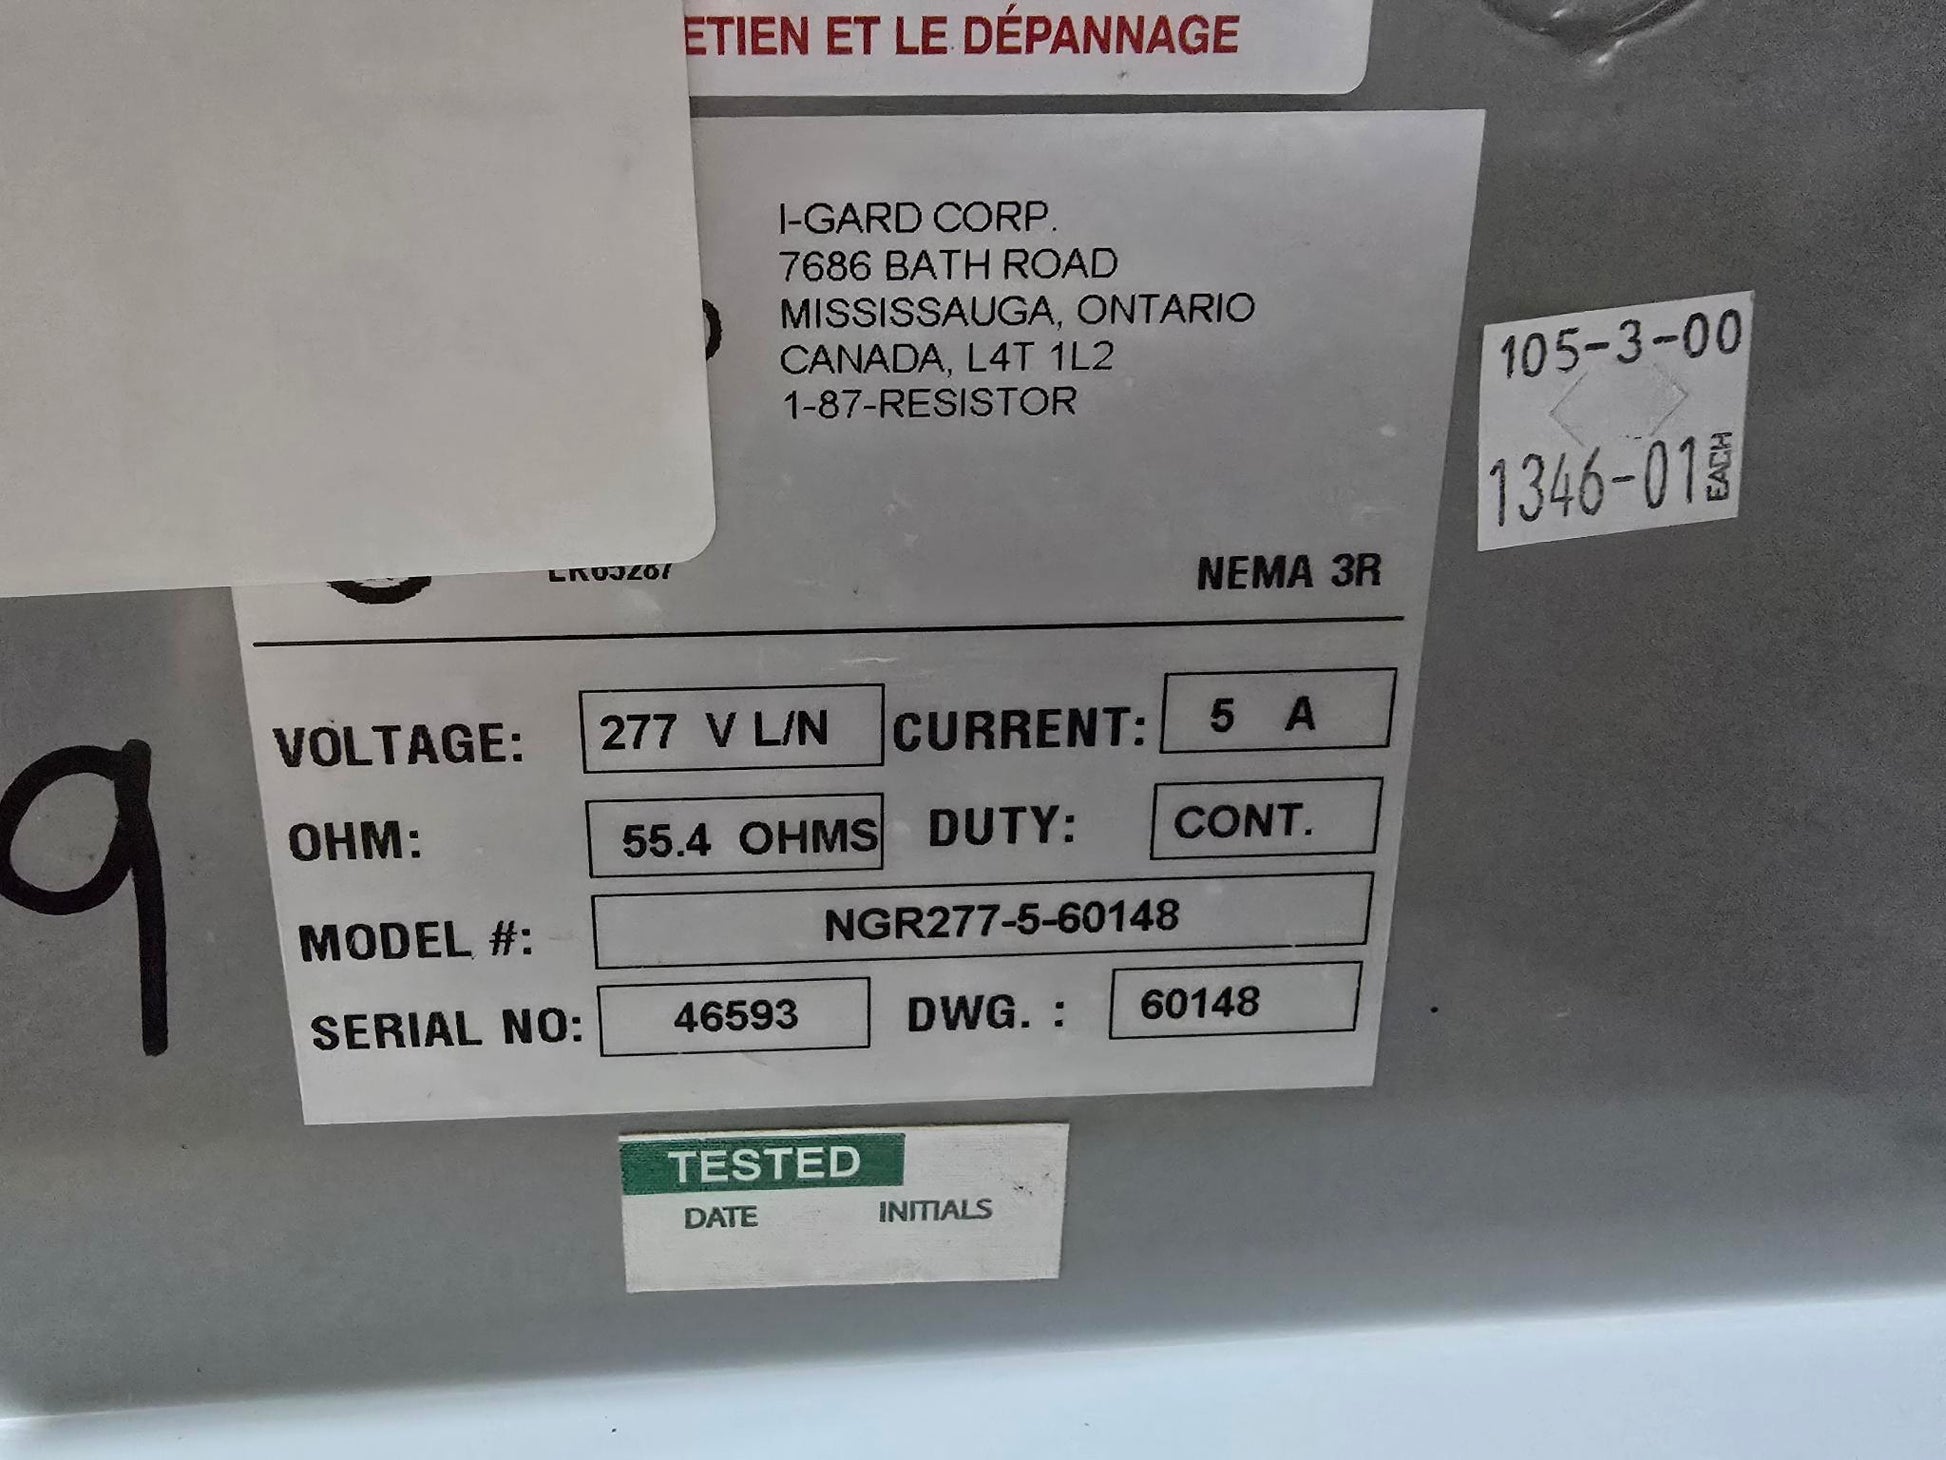 ETIEN ET LE DÉPANNAGE
I-GARD CORP.
7686 BATH ROAD
MISSISSAUGA, ONTARIO
CANADA, L4T 1L2
1-87-RESISTOR
105-3-00
1346-01 EACH
LR65287
NEMA 3R
VOLTAGE: 277 V L/N CURRENT: 5 A
OHM: 55.4 OHMS DUTY: CONT.
MODEL #: NGR277-5-60148
SERIAL NO: 46593 DWG. : 60148
9
TESTED
DATE INITIALS